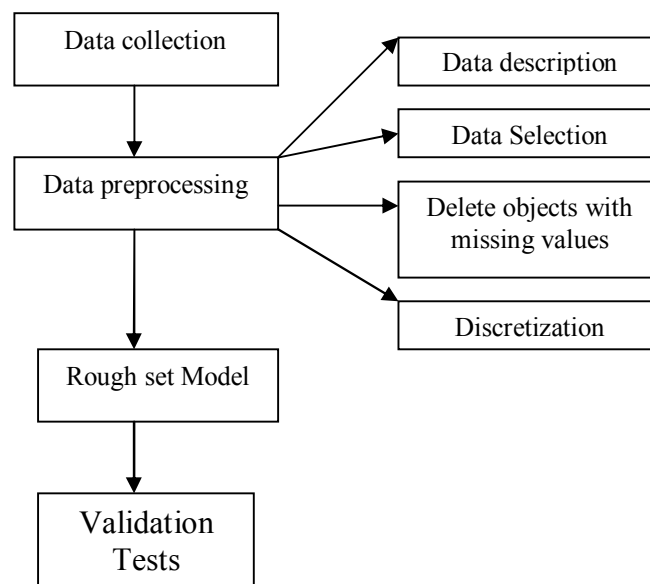 Data collection
Data description
Data Selection
Data preprocessing
Delete objects with
missing values
Discretization
Rough set Model
Validation
Tests